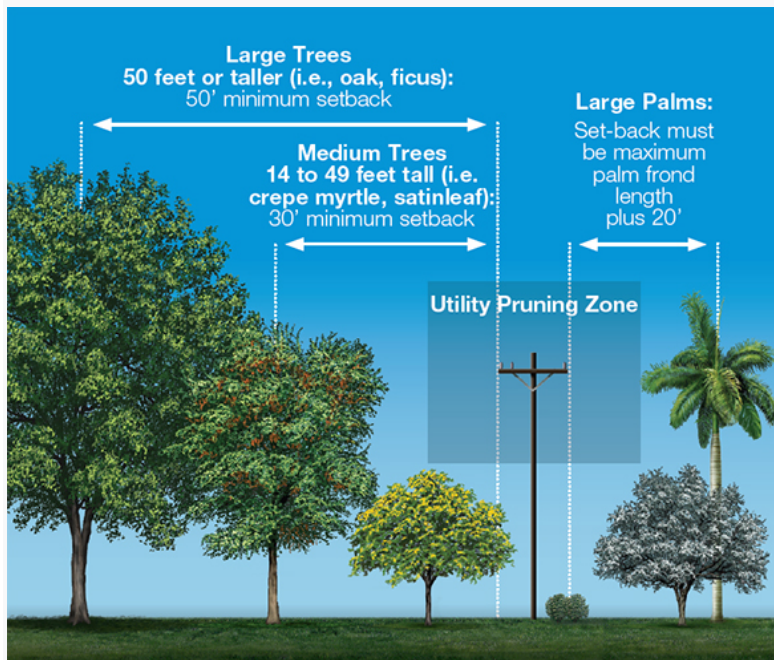 Large Trees
50 feet or taller (i.e., oak, ficus):
50’ minimum setback
Medium Trees
14 to 49 feet tall (i.e.
crepe myrtle, satinleaf):
30’ minimum setback
Large Palms:
Set-back must
be maximum
palm frond
length
plus 20’
Utility Pruning Zone